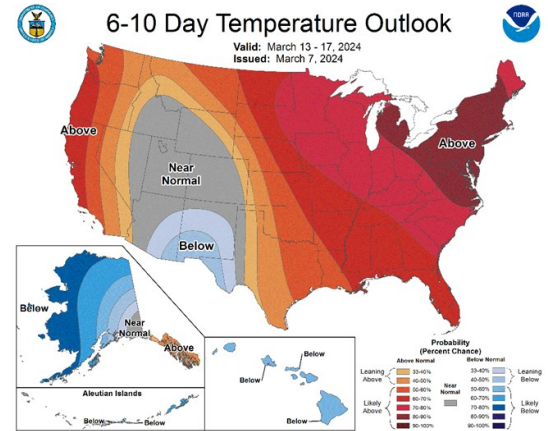 6-10 Day Temperature Outlook
Valid: March 13 - 17, 2024
Issued: March 7, 2024
NOAA
Above
Near
Normal
Above
Below
Below
Near
Normal
Above
Aleutian Islands
Below
Below
Below
Below
Below
Probability
(Percent Chance)
Above Normal
Below Normal
Leaning
Above
33-40%
40-50%
Likely
Above
50-60%
60-70%
70-80%
80-90%
90-100%
Near
Normal
33-40%
40-50%
Leaning
Below
50-60%
60-70%
70-80%
80-90%
90-100%
Likely
Below